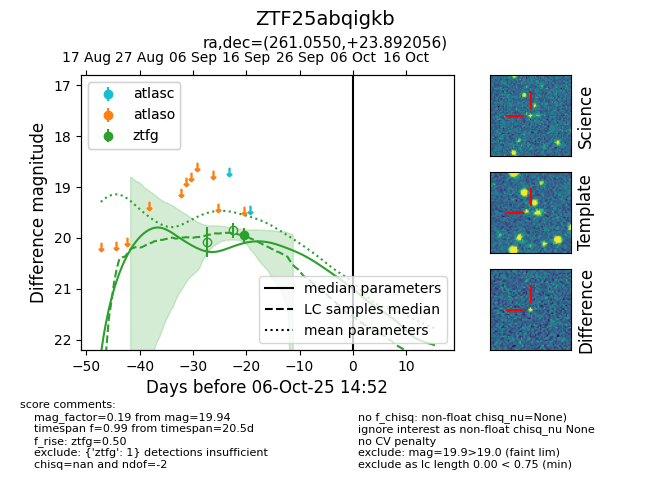 ZTF25abqigkb
ra,dec=(261.0550,+23.892056)
17 Aug 27 Aug 06 Sep 16 Sep 26 Sep 06 Oct 16 Oct
17
18
19
20
21
22
Difference magnitude
atlasc
atlaso
ztfg
median parameters
LC samples median
mean parameters
−50 −40 −30 −20 −10 0 10
Days before 06-Oct-25 14:52
Science
Template
Difference
score comments:
mag_factor=0.19 from mag=19.94
timespan f=0.99 from timespan=20.5d
f_rise: ztfg=0.50
exclude: {'ztfg': 1} detections insufficient
chisq=nan and ndof=-2
no f_chisq: non-float chisq_nu=None)
ignore interest as non-float chisq_nu None
no CV penalty
exclude: mag=19.9>19.0 (faint lim)
exclude as lc length 0.00 < 0.75 (min)